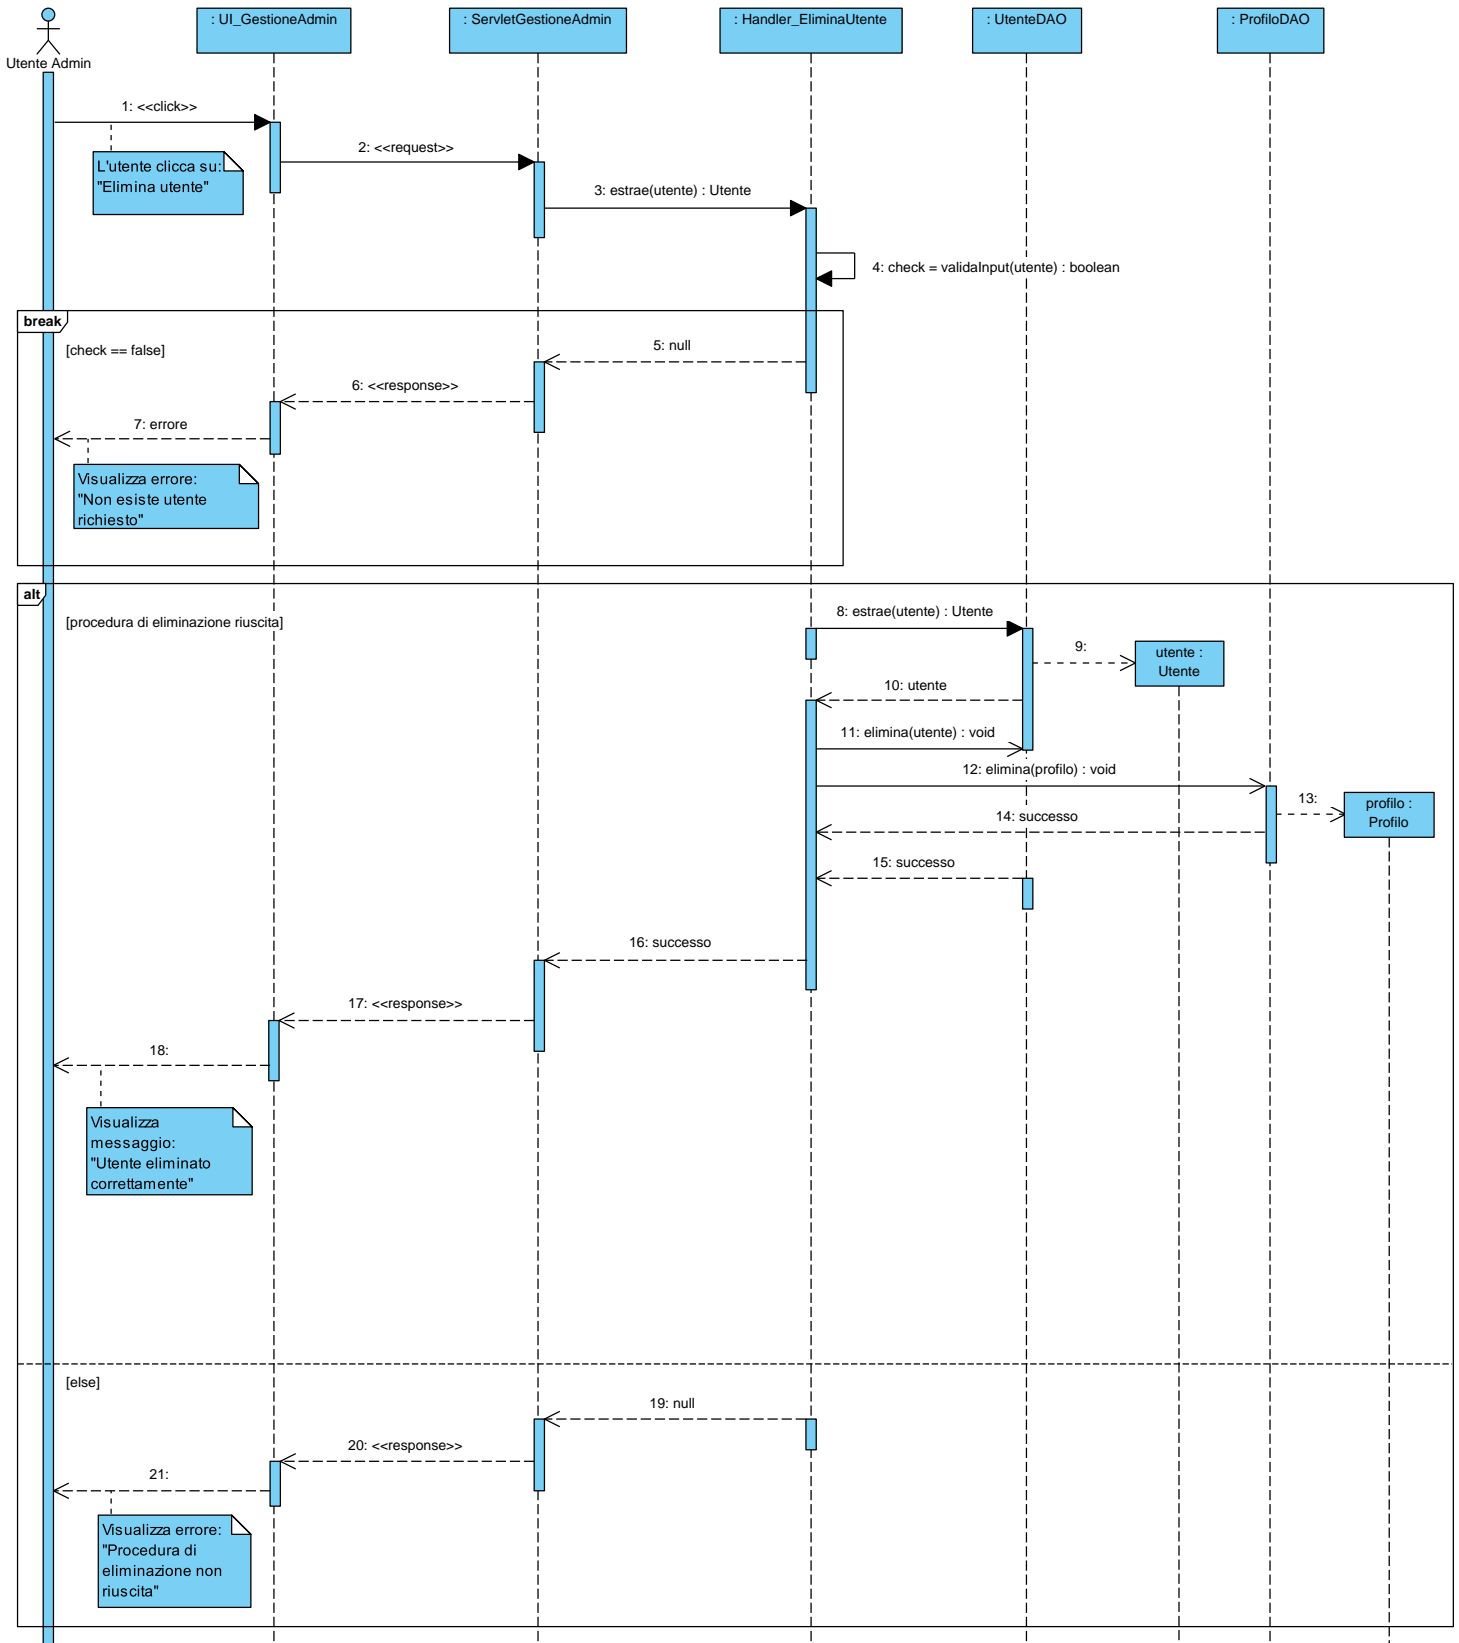 Utente Admin
: UI_GestioneAdmin
: ServletGestioneAdmin
: Handler_EliminaUtente
: UtenteDAO
: ProfiloDAO
1: <<click>>
L'utente clicca su:
"Elimina utente"
2: <<request>>
3: estrae(utente) : Utente
4: check = validaInput(utente) : boolean
break
[check == false]
5: null
6: <<response>>
7: errore
Visualizza errore:
"Non esiste utente
richiesto"
alt
[procedura di eliminazione riuscita]
8: estrae(utente) : Utente
9:
utente :
Utente
10: utente
11: elimina(utente) : void
12: elimina(profilo) : void
13:
profilo :
Profilo
14: successo
15: successo
16: successo
17: <<response>>
18:
Visualizza
messaggio:
"Utente eliminato
correttamente"
[else]
19: null
20: <<response>>
21:
Visualizza errore:
"Procedura di
eliminazione non
riuscita"